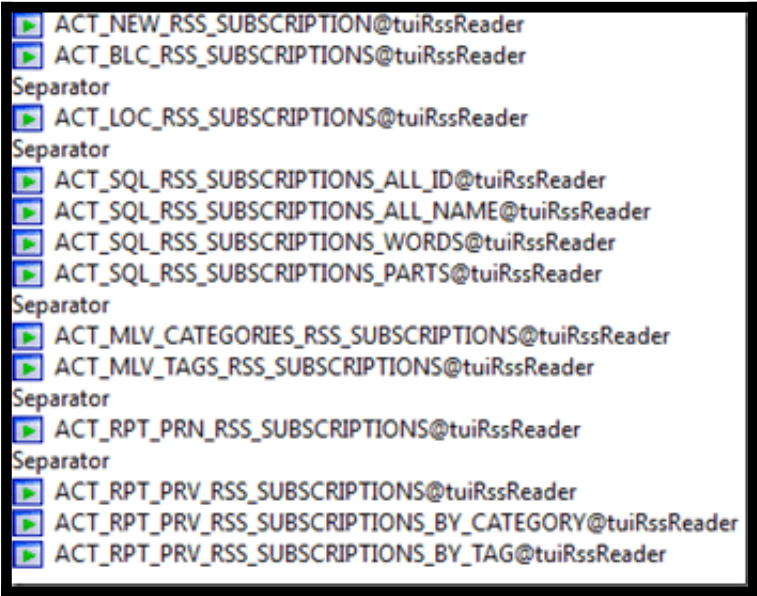 ACT_NEW_RSS_SUBSCRIPTION@tuiRssReader
ACT_BLC_RSS_SUBSCRIPTIONS@tuiRssReader
Separator
ACT_LOC_RSS_SUBSCRIPTIONS@tuiRssReader
Separator
ACT_SQL_RSS_SUBSCRIPTIONS_ALL_ID@tuiRssReader
ACT_SQL_RSS_SUBSCRIPTIONS_ALL_NAME@tuiRssReader
ACT_SQL_RSS_SUBSCRIPTIONS_WORDS@tuiRssReader
ACT_SQL_RSS_SUBSCRIPTIONS_PARTS@tuiRssReader
Separator
ACT_MLV_CATEGORIES_RSS_SUBSCRIPTIONS@tuiRssReader
ACT_MLV_TAGS_RSS_SUBSCRIPTIONS@tuiRssReader
Separator
ACT_RPT_PRN_RSS_SUBSCRIPTIONS@tuiRssReader
Separator
ACT_RPT_PRV_RSS_SUBSCRIPTIONS@tuiRssReader
ACT_RPT_PRV_RSS_SUBSCRIPTIONS_BY_CATEGORY@tuiRssReader
ACT_RPT_PRV_RSS_SUBSCRIPTIONS_BY_TAG@tuiRssReader